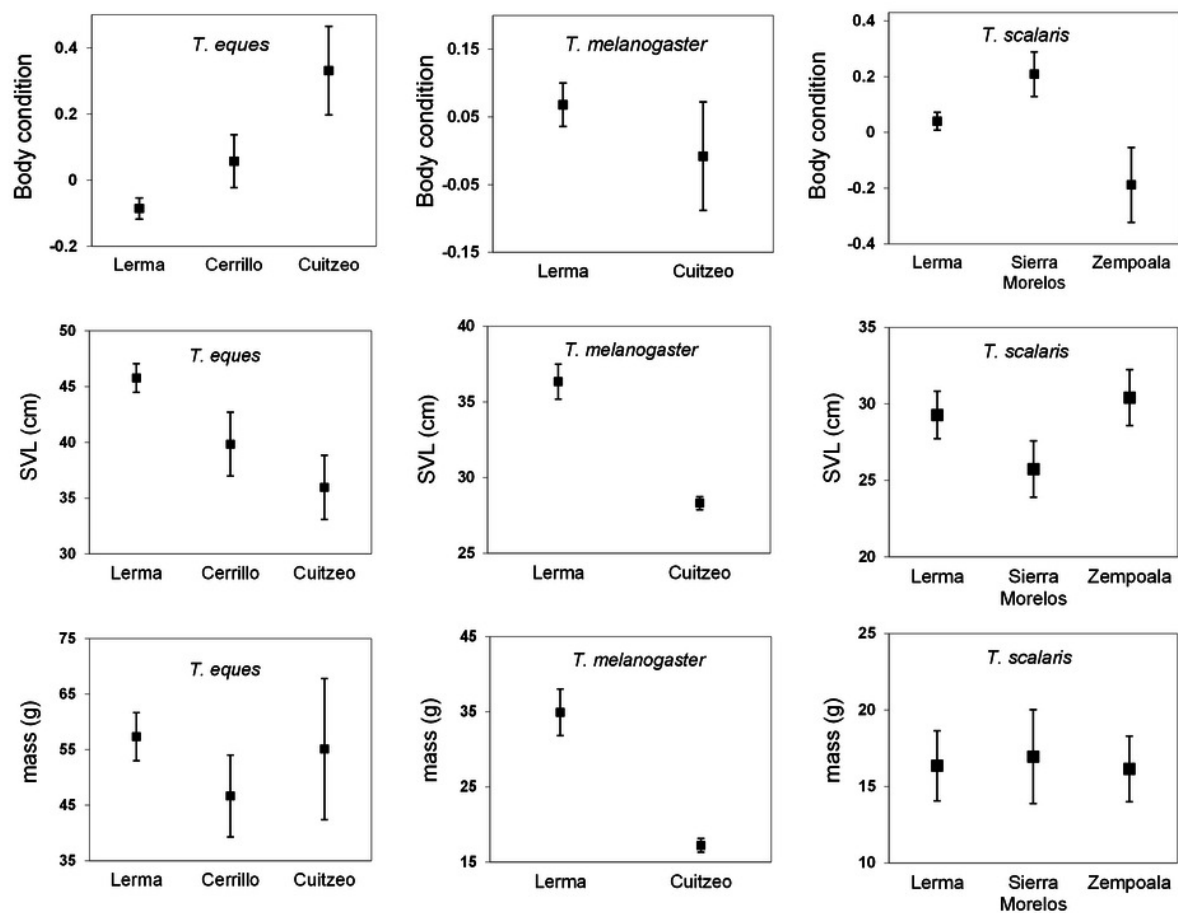 T. eques
Body condition
0.4
0.2
0
-0.2
Lerma Cerrillo Cuitzeo
T. melanogaster
Body condition
0.15
0.05
-0.05
-0.15
Lerma Cuitzeo
T. scalaris
Body condition
0.4
0.2
0
-0.2
-0.4
Lerma Sierra Zempoala
Morelos
T. eques
SVL (cm)
50
45
40
35
30
Lerma Cerrillo Cuitzeo
T. melanogaster
SVL (cm)
40
35
30
25
Lerma Cuitzeo
T. scalaris
SVL (cm)
35
30
25
20
Lerma Sierra Zempoala
Morelos
T. eques
mass (g)
75
65
55
45
35
Lerma Cerrillo Cuitzeo
T. melanogaster
mass (g)
45
35
25
15
Lerma Cuitzeo
T. scalaris
mass (g)
25
20
15
10
Lerma Sierra Zempoala
Morelos